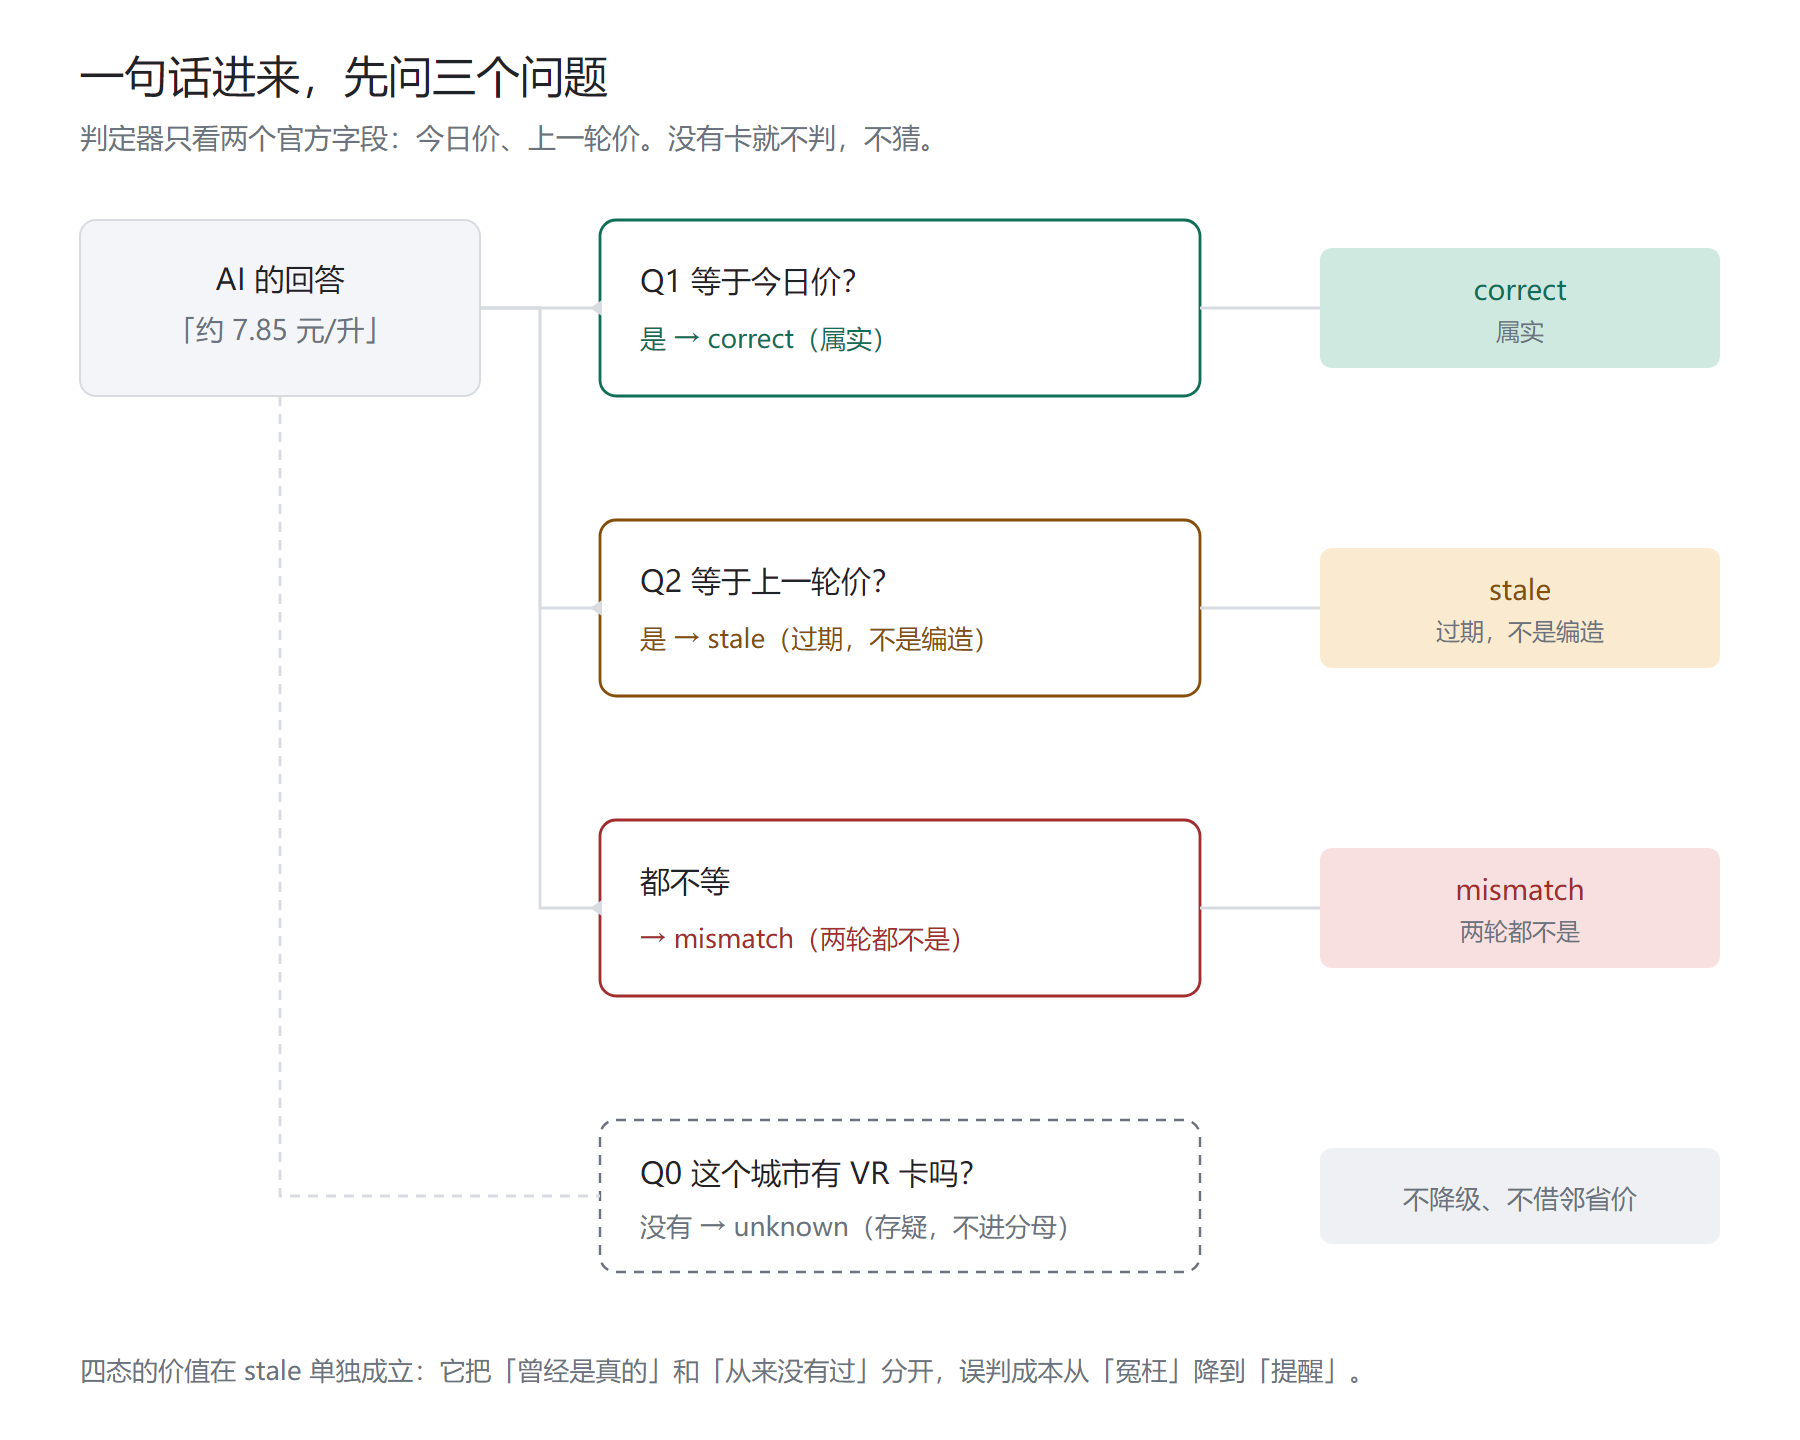 一句话进来，先问三个问题
判定器只看两个官方字段：今日价、上一轮价。没有卡就不判，不猜。
AI 的回答
「约 7.85 元/升」
Q1 等于今日价？
是 → correct（属实）
correct
属实
Q2 等于上一轮价？
是 → stale（过期，不是编造）
stale
过期，不是编造
都不等
→ mismatch（两轮都不是）
mismatch
两轮都不是
Q0 这个城市有 VR 卡吗？
没有 → unknown（存疑，不进分母）
不降级、不借邻省价
四态的价值在 stale 单独成立：它把「曾经是真的」和「从来没有过」分开，误判成本从「冤枉」降到「提醒」。